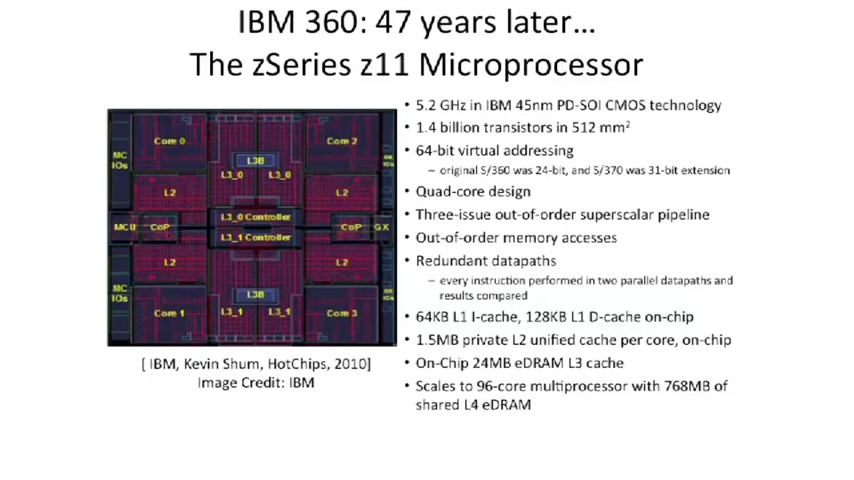 IBM 360: 47 years later…
The zSeries z11 Microprocessor
Core 0
Core 2
MC
IOs
L3B
L3_0
L3_0
L2
L2
MCU
CoP
L3_0 Controller
L3_1 Controller
CoP
GX
L2
L2
MC
IOs
L3B
L3_1
L3_1
Core 1
Core 3
[ IBM, Kevin Shum, HotChips, 2010]
Image Credit: IBM
• 5.2 GHz in IBM 45nm PD-SOI CMOS technology
• 1.4 billion transistors in 512 mm²
• 64-bit virtual addressing
– original S/360 was 24-bit, and S/370 was 31-bit extension
• Quad-core design
• Three-issue out-of-order superscalar pipeline
• Out-of-order memory accesses
• Redundant datapaths
– every instruction performed in two parallel datapaths and
results compared
• 64KB L1 I-cache, 128KB L1 D-cache on-chip
• 1.5MB private L2 unified cache per core, on-chip
• On-Chip 24MB eDRAM L3 cache
• Scales to 96-core multiprocessor with 768MB of
shared L4 eDRAM